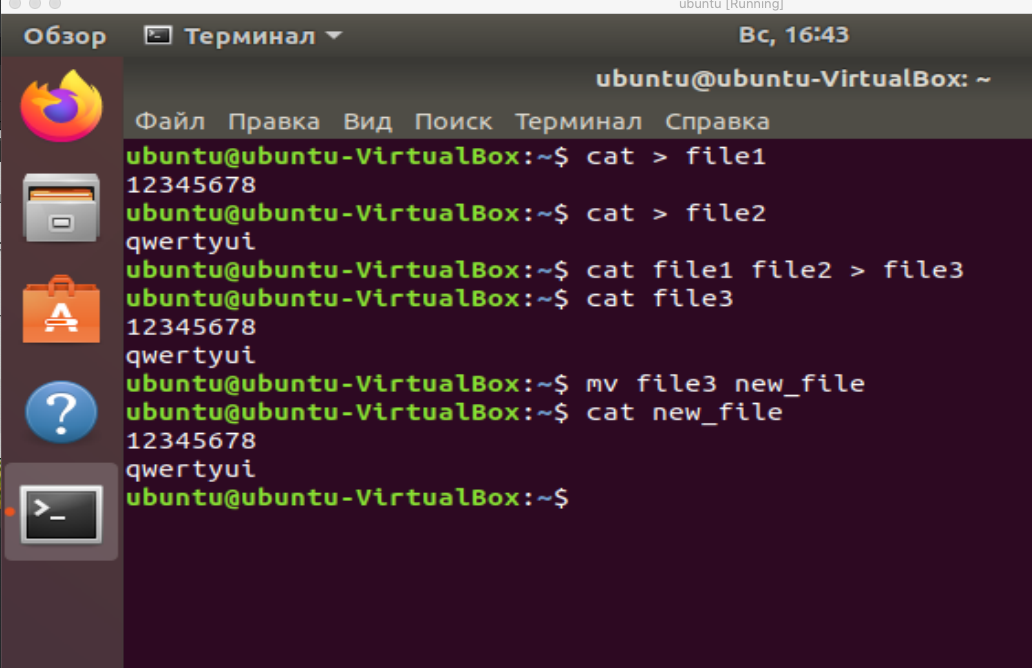 ubuntu [Running]
Обзор Терминал Вс, 16:43
ubuntu@ubuntu-VirtualBox: ~
Файл Правка Вид Поиск Терминал Справка
ubuntu@ubuntu-VirtualBox:~$ cat > file1
12345678
ubuntu@ubuntu-VirtualBox:~$ cat > file2
qwertyui
ubuntu@ubuntu-VirtualBox:~$ cat file1 file2 > file3
ubuntu@ubuntu-VirtualBox:~$ cat file3
12345678
qwertyui
ubuntu@ubuntu-VirtualBox:~$ mv file3 new_file
ubuntu@ubuntu-VirtualBox:~$ cat new_file
12345678
qwertyui
ubuntu@ubuntu-VirtualBox:~$